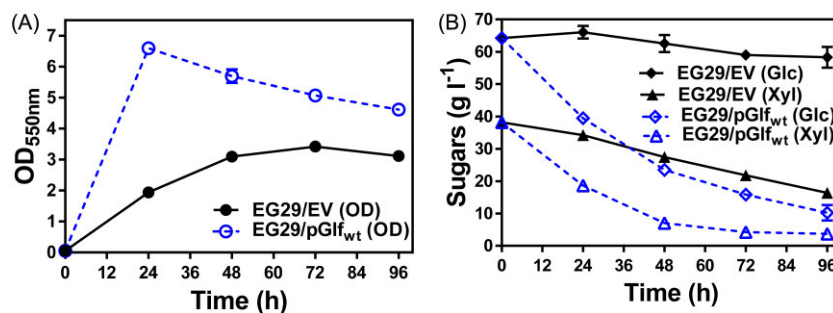 (A)
7
6
5
4
3
2
1
0
OD550nm
EG29/EV (OD)
EG29/pGlfwt (OD)
0 12 24 36 48 60 72 84 96
Time (h)
(B)
70
60
50
40
30
20
10
0
Sugars (g l-1)
EG29/EV (Glc)
EG29/EV (Xyl)
EG29/pGlfwt (Glc)
EG29/pGlfwt (Xyl)
0 12 24 36 48 60 72 84 96
Time (h)